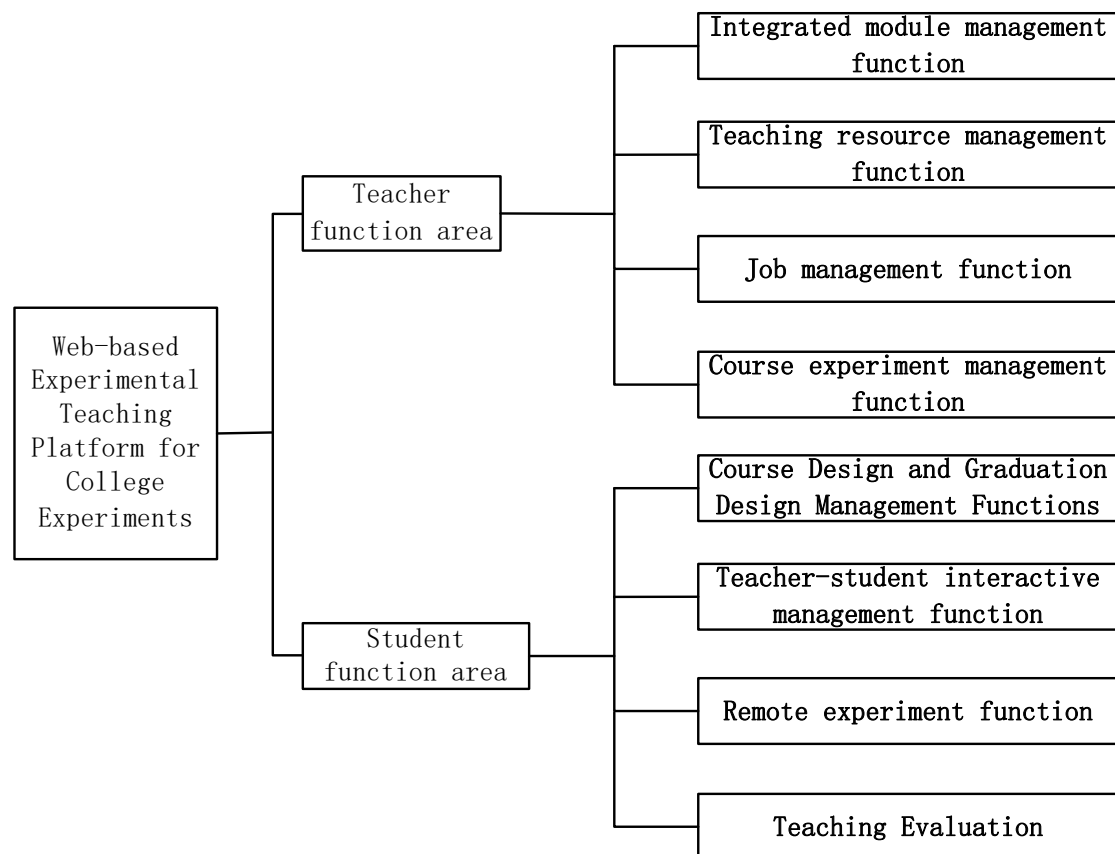 Web-based
Experimental
Teaching
Platform for
College
Experiments
Teacher
function area
Student
function area
Integrated module management
function
Teaching resource management
function
Job management function
Course experiment management
function
Course Design and Graduation
Design Management Functions
Teacher-student interactive
management function
Remote experiment function
Teaching Evaluation